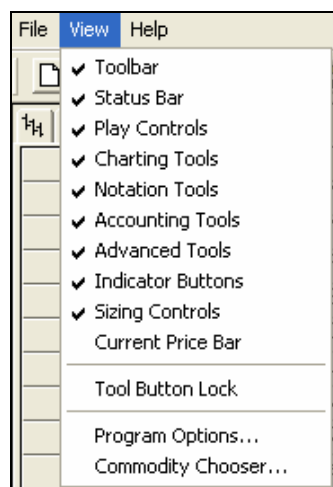 File View Help
Toolbar
Status Bar
Play Controls
Charting Tools
Notation Tools
Accounting Tools
Advanced Tools
Indicator Buttons
Sizing Controls
Current Price Bar
Tool Button Lock
Program Options...
Commodity Chooser...